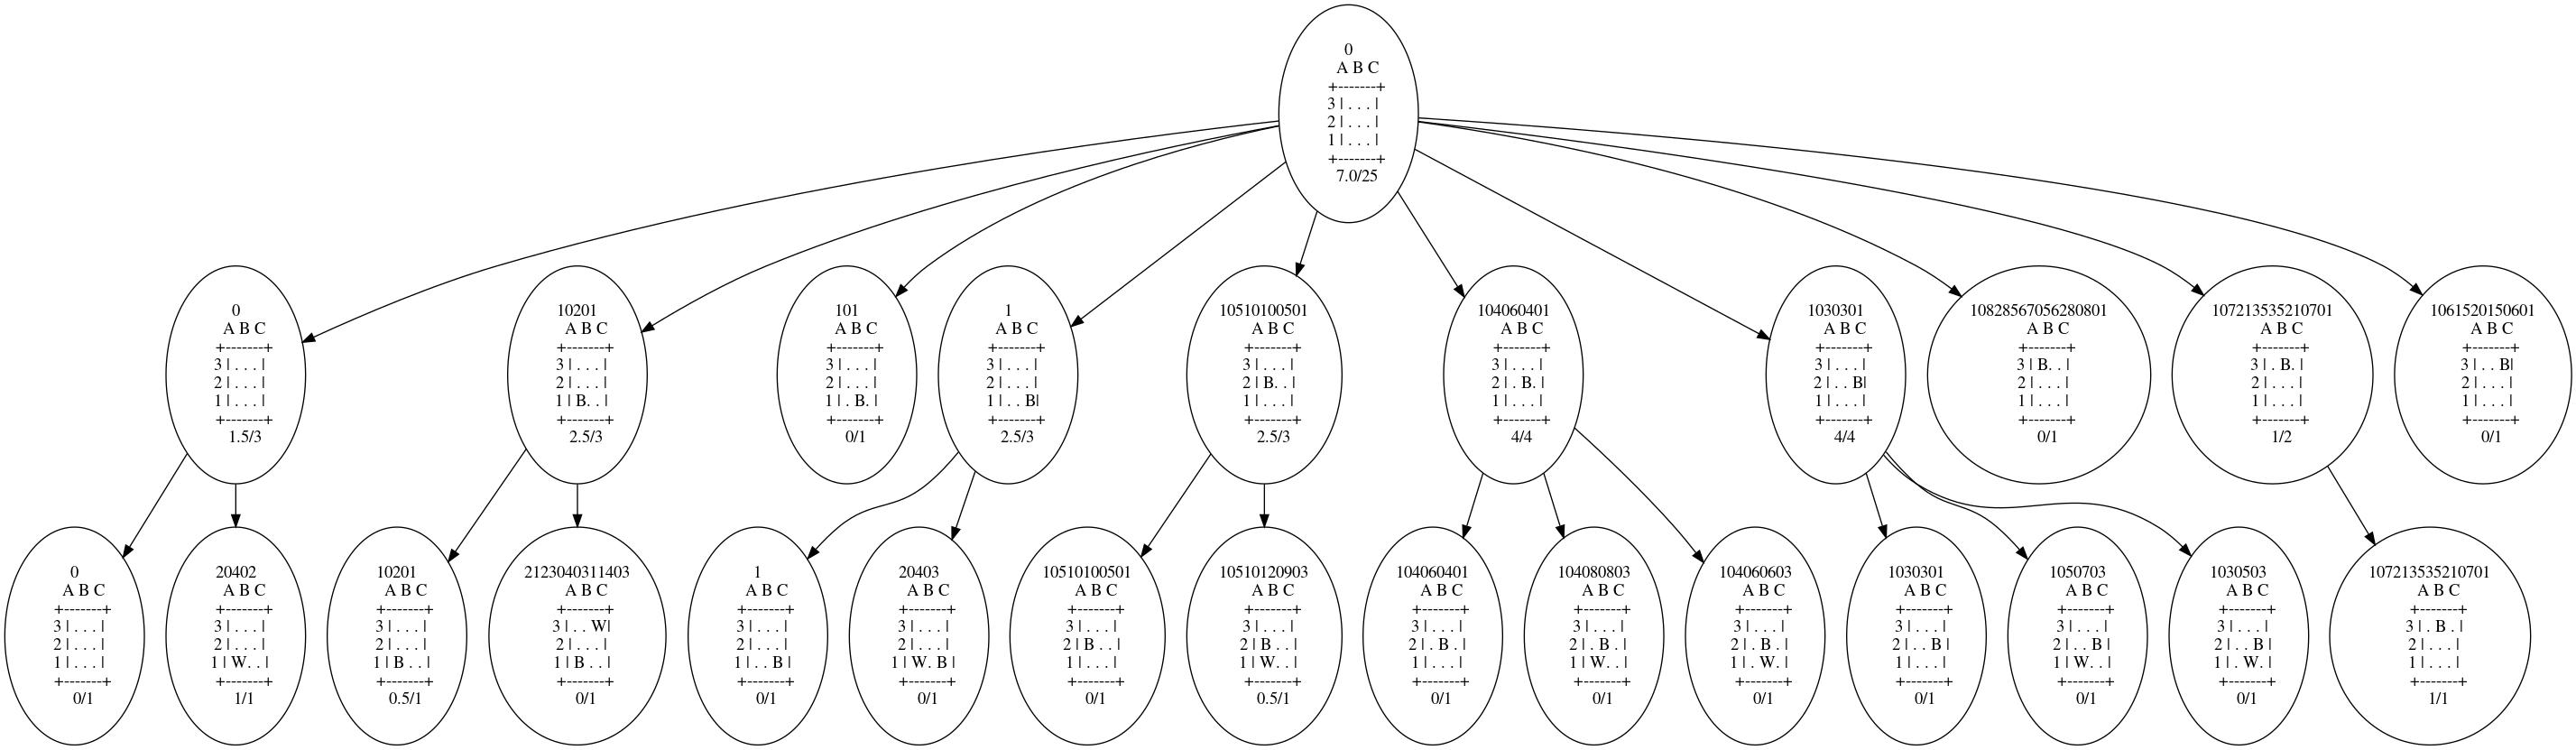 0
A B C
+-------+
3 | . . . |
2 | . . . |
1 | . . . |
+-------+
7.0/25
0
A B C
+-------+
3 | . . . |
2 | . . . |
1 | . . . |
+-------+
1.5/3
10201
A B C
+-------+
3 | . . . |
2 | . . . |
1 | B. . |
+-------+
2.5/3
101
A B C
+-------+
3 | . . . |
2 | . . . |
1 | . B. |
+-------+
0/1
1
A B C
+-------+
3 | . . . |
2 | . . . |
1 | . . B|
+-------+
2.5/3
10510100501
A B C
+-------+
3 | . . . |
2 | B. . |
1 | . . . |
+-------+
2.5/3
104060401
A B C
+-------+
3 | . . . |
2 | . B. |
1 | . . . |
+-------+
4/4
1030301
A B C
+-------+
3 | . . . |
2 | . . B|
1 | . . . |
+-------+
4/4
10828567056280801
A B C
+-------+
3 | B. . |
2 | . . . |
1 | . . . |
+-------+
0/1
107213535210701
A B C
+-------+
3 | . B. |
2 | . . . |
1 | . . . |
+-------+
1/2
1061520150601
A B C
+-------+
3 | . . B|
2 | . . . |
1 | . . . |
+-------+
0/1
0
A B C
+-------+
3 | . . . |
2 | . . . |
1 | . . . |
+-------+
0/1
20402
A B C
+-------+
3 | . . . |
2 | . . . |
1 | W. . |
+-------+
1/1
10201
A B C
+-------+
3 | . . . |
2 | . . . |
1 | B . . |
+-------+
0.5/1
2123040311403
A B C
+-------+
3 | . . W|
2 | . . . |
1 | B . . |
+-------+
0/1
1
A B C
+-------+
3 | . . . |
2 | . . . |
1 | . . B |
+-------+
0/1
20403
A B C
+-------+
3 | . . . |
2 | . . . |
1 | W. B |
+-------+
0/1
10510100501
A B C
+-------+
3 | . . . |
2 | B . . |
1 | . . . |
+-------+
0/1
10510120903
A B C
+-------+
3 | . . . |
2 | B . . |
1 | W. . |
+-------+
0.5/1
104060401
A B C
+-------+
3 | . . . |
2 | . B . |
1 | . . . |
+-------+
0/1
104080803
A B C
+-------+
3 | . . . |
2 | . B . |
1 | W. . |
+-------+
0/1
104060603
A B C
+-------+
3 | . . . |
2 | . B . |
1 | . W. |
+-------+
0/1
1030301
A B C
+-------+
3 | . . . |
2 | . . B |
1 | . . . |
+-------+
0/1
1050703
A B C
+-------+
3 | . . . |
2 | . . B |
1 | W. . |
+-------+
0/1
1030503
A B C
+-------+
3 | . . . |
2 | . . B |
1 | . W. |
+-------+
0/1
107213535210701
A B C
+-------+
3 | . B . |
2 | . . . |
1 | . . . |
+-------+
1/1